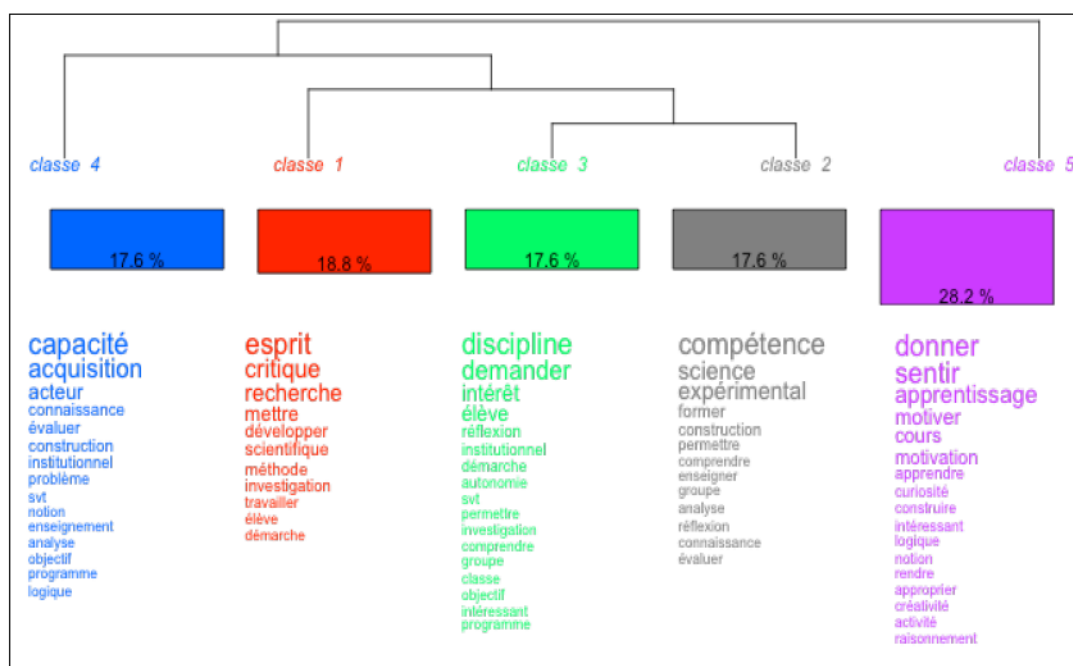 classe 4
classe 1
classe 3
classe 2
classe 5
17.6 %
18.8 %
17.6 %
17.6 %
28.2 %
capacité
acquisition
acteur
connaissance
évaluer
construction
institutionnel
problème
svt
notion
enseignement
analyse
objectif
programme
logique
esprit
critique
recherche
mettre
développer
scientifique
méthode
investigation
travailler
élève
démarche
discipline
demander
intérêt
élève
réflexion
institutionnel
démarche
autonomie
svt
permettre
investigation
comprendre
groupe
classe
objectif
intéressant
programme
compétence
science
expérimental
former
construction
permettre
comprendre
enseigner
groupe
analyse
réflexion
connaissance
évaluer
donner
sentir
apprentissage
motiver
cours
motivation
apprendre
curiosité
construire
intéressant
logique
notion
rendre
approprier
créativité
activité
raisonnement